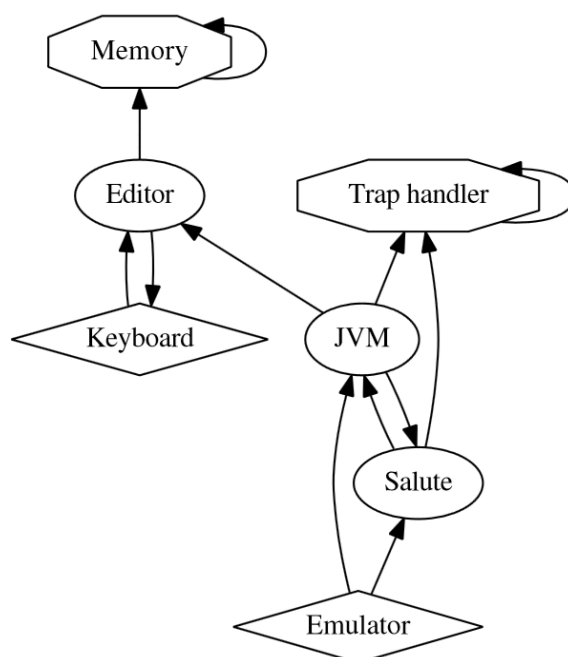 Memory
Editor
Trap handler
Keyboard
JVM
Salute
Emulator